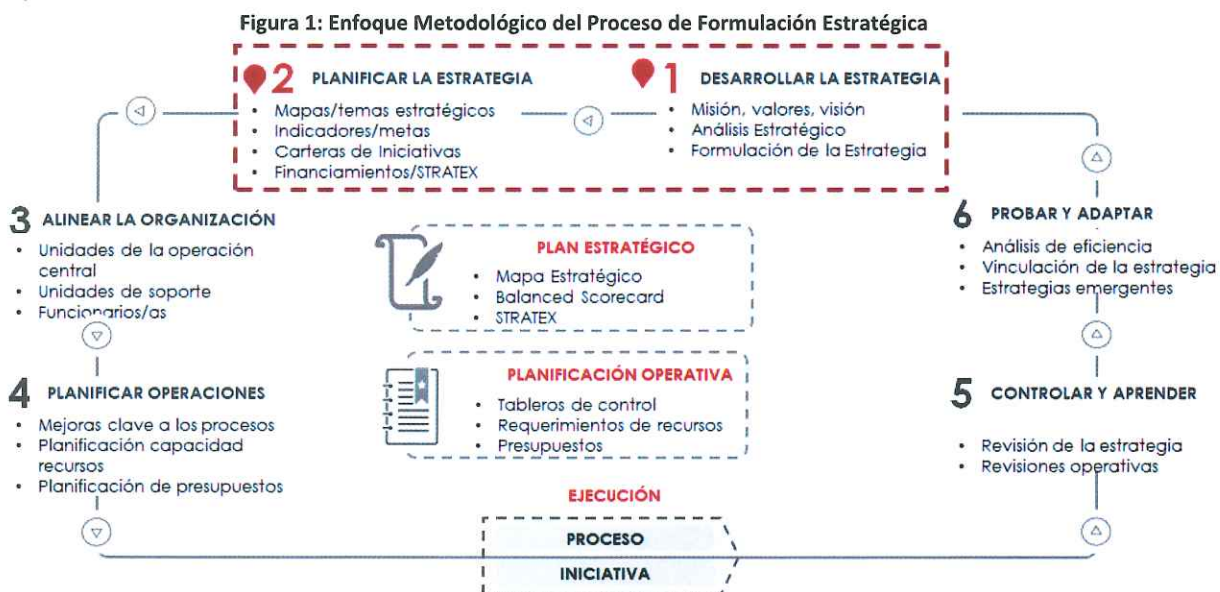 Figura 1: Enfoque Metodológico del Proceso de Formulación Estratégica
2 PLANIFICAR LA ESTRATEGIA
• Mapas/temas estratégicos
• Indicadores/metas
• Carteras de Iniciativas
• Financiamientos/STRATEX
1 DESARROLLAR LA ESTRATEGIA
• Misión, valores, visión
• Análisis Estratégico
• Formulación de la Estrategia
3 ALINEAR LA ORGANIZACIÓN
• Unidades de la operación
central
• Unidades de soporte
• Funcionarios/as
PLAN ESTRATÉGICO
• Mapa Estratégico
• Balanced Scorecard
• STRATEX
6 PROBAR Y ADAPTAR
• Análisis de eficiencia
• Vinculación de la estrategia
• Estrategias emergentes
4 PLANIFICAR OPERACIONES
• Mejoras clave a los procesos
• Planificación capacidad
recursos
• Planificación de presupuestos
PLANIFICACIÓN OPERATIVA
• Tableros de control
• Requerimientos de recursos
• Presupuestos
5 CONTROLAR Y APRENDER
• Revisión de la estrategia
• Revisiones operativas
EJECUCIÓN
PROCESO
INICIATIVA